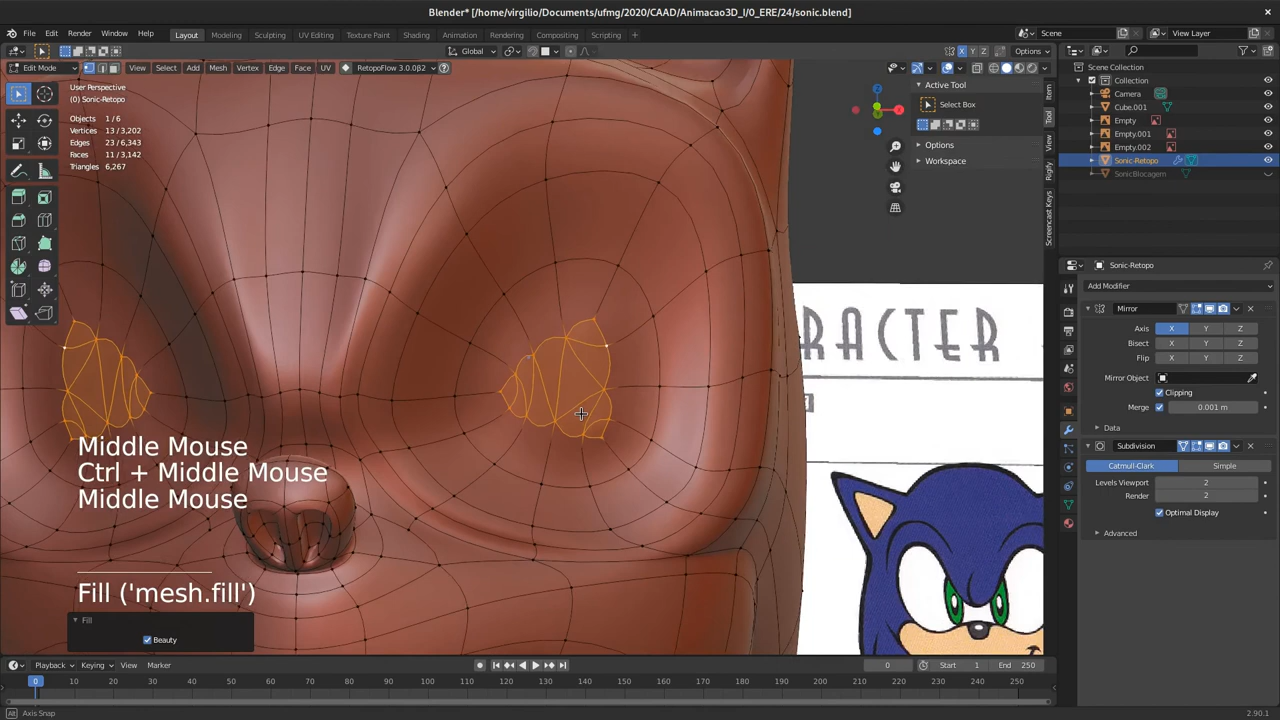 Blender* [/home/virgilio/Documents/ufmg/2020/CAAD/Animacao3D_I/0_ERE/24/sonic.blend]
File Edit Render Window Help
Layout Modeling Sculpting UV Editing Texture Paint Shading Animation Compositing Scripting
Scene
View Layer
Global
X Y Z
Options
Edit Mode
View Select Add Mesh Vertex Edge Face UV
RetopoFlow 3.0.0β2
User Perspective
(0) Sonic-Retopo
Objects 1/6
Vertices 13/3,202
Edges 23/6,343
Faces 11/3,142
Triangles 6,267
Active Tool
Select Box
Options
Workspace
Item
Tool
View
Rigify
Screencast Keys
Scene Collection
Collection
Camera
Cube.001
Empty
Empty.001
Empty.002
Sonic-Retopo
SonicBlocagem
Sonic-Retopo
Add Modifier
Mirror
Axis X Y Z
Bisect X Y Z
Flip X Y Z
Mirror Object
Clipping
Merge 0.001 m
Data
Subdivision
Catmull-Clark Simple
Levels Viewport 2
Render 2
Optimal Display
Advanced
RACTER
Middle Mouse
Ctrl + Middle Mouse
Middle Mouse
Fill ('mesh.fill')
Fill
Beauty
Playback Keying View Marker
0
Start 1
End 250
0 10 20 30 40 50 60 70 80 90 100 110 120 130 140 150 160 170 180 190 200 210 220 230 240 250
Axis Snap
2.90.1